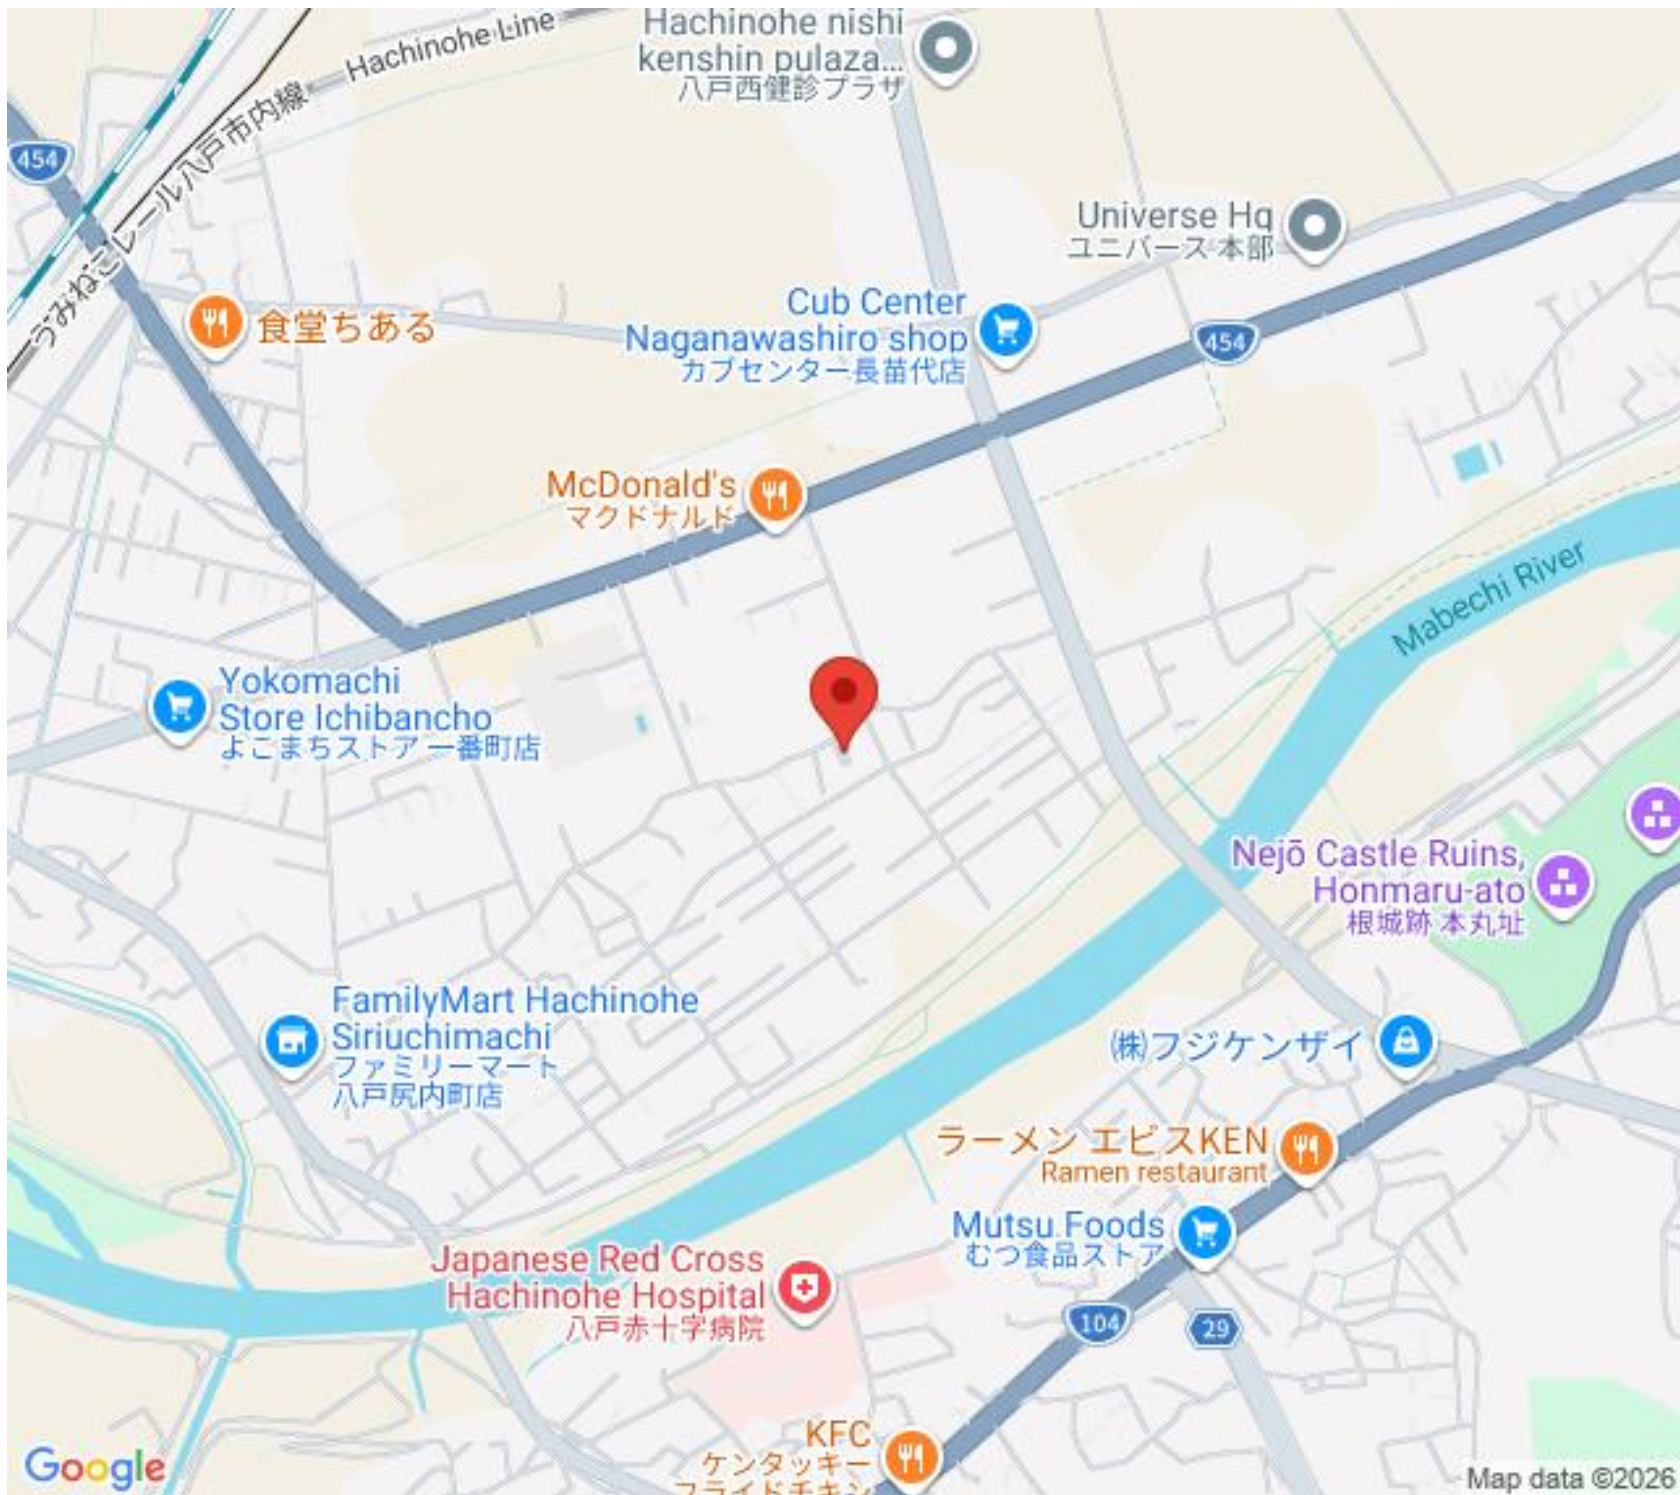 Hachinohe Line
うみねこレール八戸市内線
Hachinohe nishi
kenshin pulaza...
八戸西健診プラザ
454
Universe Hq
ユニバース 本部
Cub Center
Naganawashiro shop
カブセンター長苗代店
食堂ちある
454
McDonald's
マクドナルド
Mabechi River
Yokomachi
Store Ichibancho
よこまちストア 一番町店
Nejō Castle Ruins,
Honmaru-ato
根城跡 本丸址
FamilyMart Hachinohe
Siriuchimachi
ファミリーマート
八戸尻内町店
㈱フジケンザイ
ラーメン エビスKEN
Ramen restaurant
Mutsu Foods
むつ食品ストア
Japanese Red Cross
Hachinohe Hospital
八戸赤十字病院
104
29
KFC
ケンタッキー
フライドチキン
Google
Map data ©2026